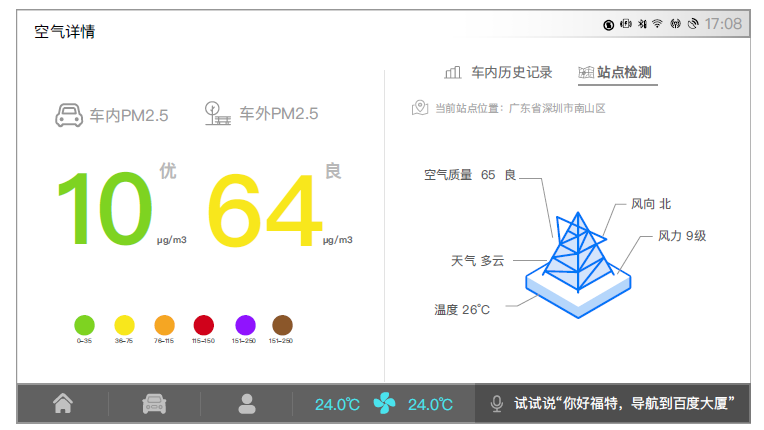 空气详情
17:08
车内PM2.5
车外PM2.5
10
优
μg/m3
64
良
μg/m3
0-35
36-75
76-115
115-150
151-250
151-250
车内历史记录
站点检测
当前站点位置：广东省深圳市南山区
空气质量 65 良
风向 北
风力 9级
天气 多云
温度 26℃
24.0℃
24.0℃
试试说“你好福特，导航到百度大厦”